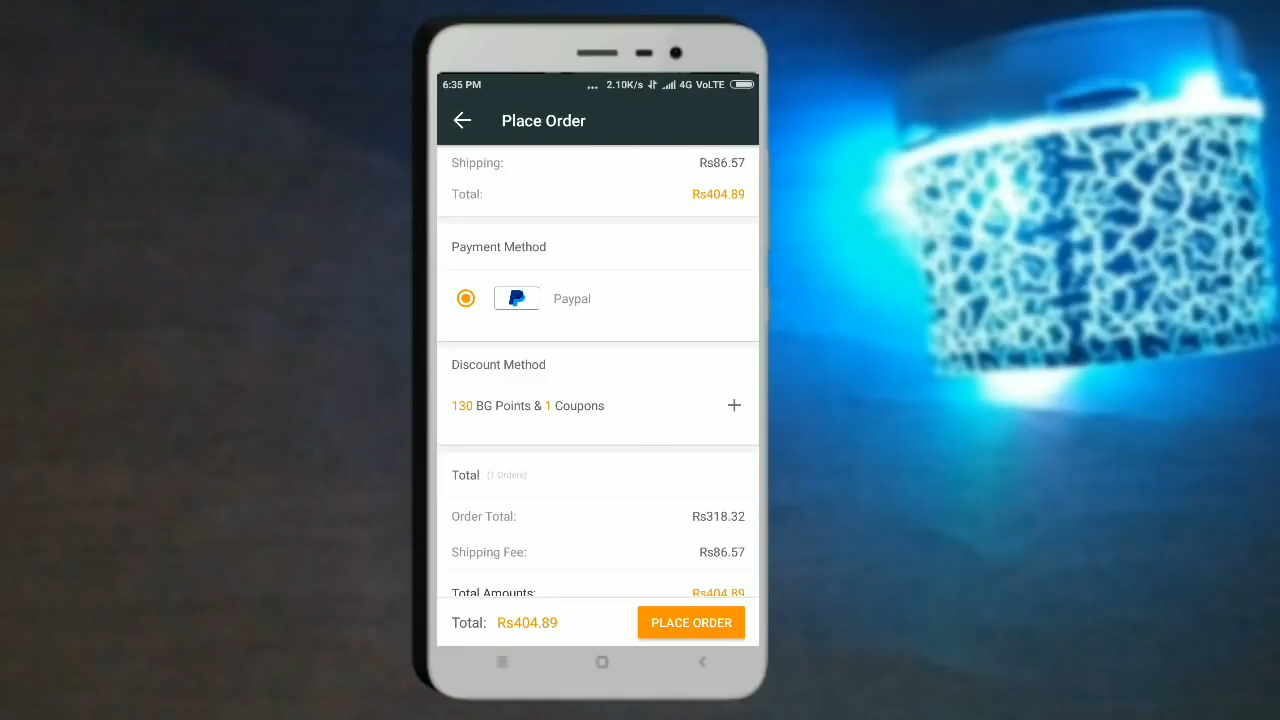 6:35 PM ... 2.10K/s 4G VoLTE
Place Order
Shipping: Rs86.57
Total: Rs404.89
Payment Method
Paypal
Discount Method
130 BG Points & 1 Coupons +
Total (1 Orders)
Order Total: Rs318.32
Shipping Fee: Rs86.57
Total Amounts: Rs404.89
Total: Rs404.89 PLACE ORDER